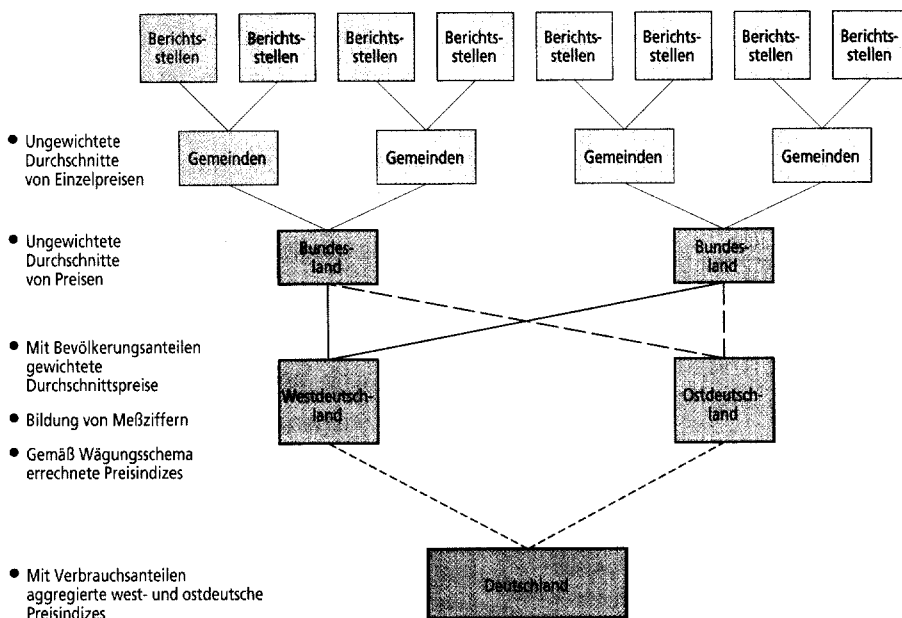 Berichts-
stellen
Berichts-
stellen
Berichts-
stellen
Berichts-
stellen
Berichts-
stellen
Berichts-
stellen
Berichts-
stellen
Berichts-
stellen
• Ungewichtete
Durchschnitte
von Einzelpreisen
Gemeinden
Gemeinden
Gemeinden
Gemeinden
• Ungewichtete
Durchschnitte
von Preisen
Bundes-
land
Bundes-
land
• Mit Bevölkerungsanteilen
gewichtete
Durchschnittspreise
• Bildung von Meßziffern
• Gemäß Wägungsschema
errechnete Preisindizes
Westdeutsch-
land
Ostdeutsch-
land
• Mit Verbrauchsanteilen
aggregierte west- und ostdeutsche
Preisindizes
Deutschland